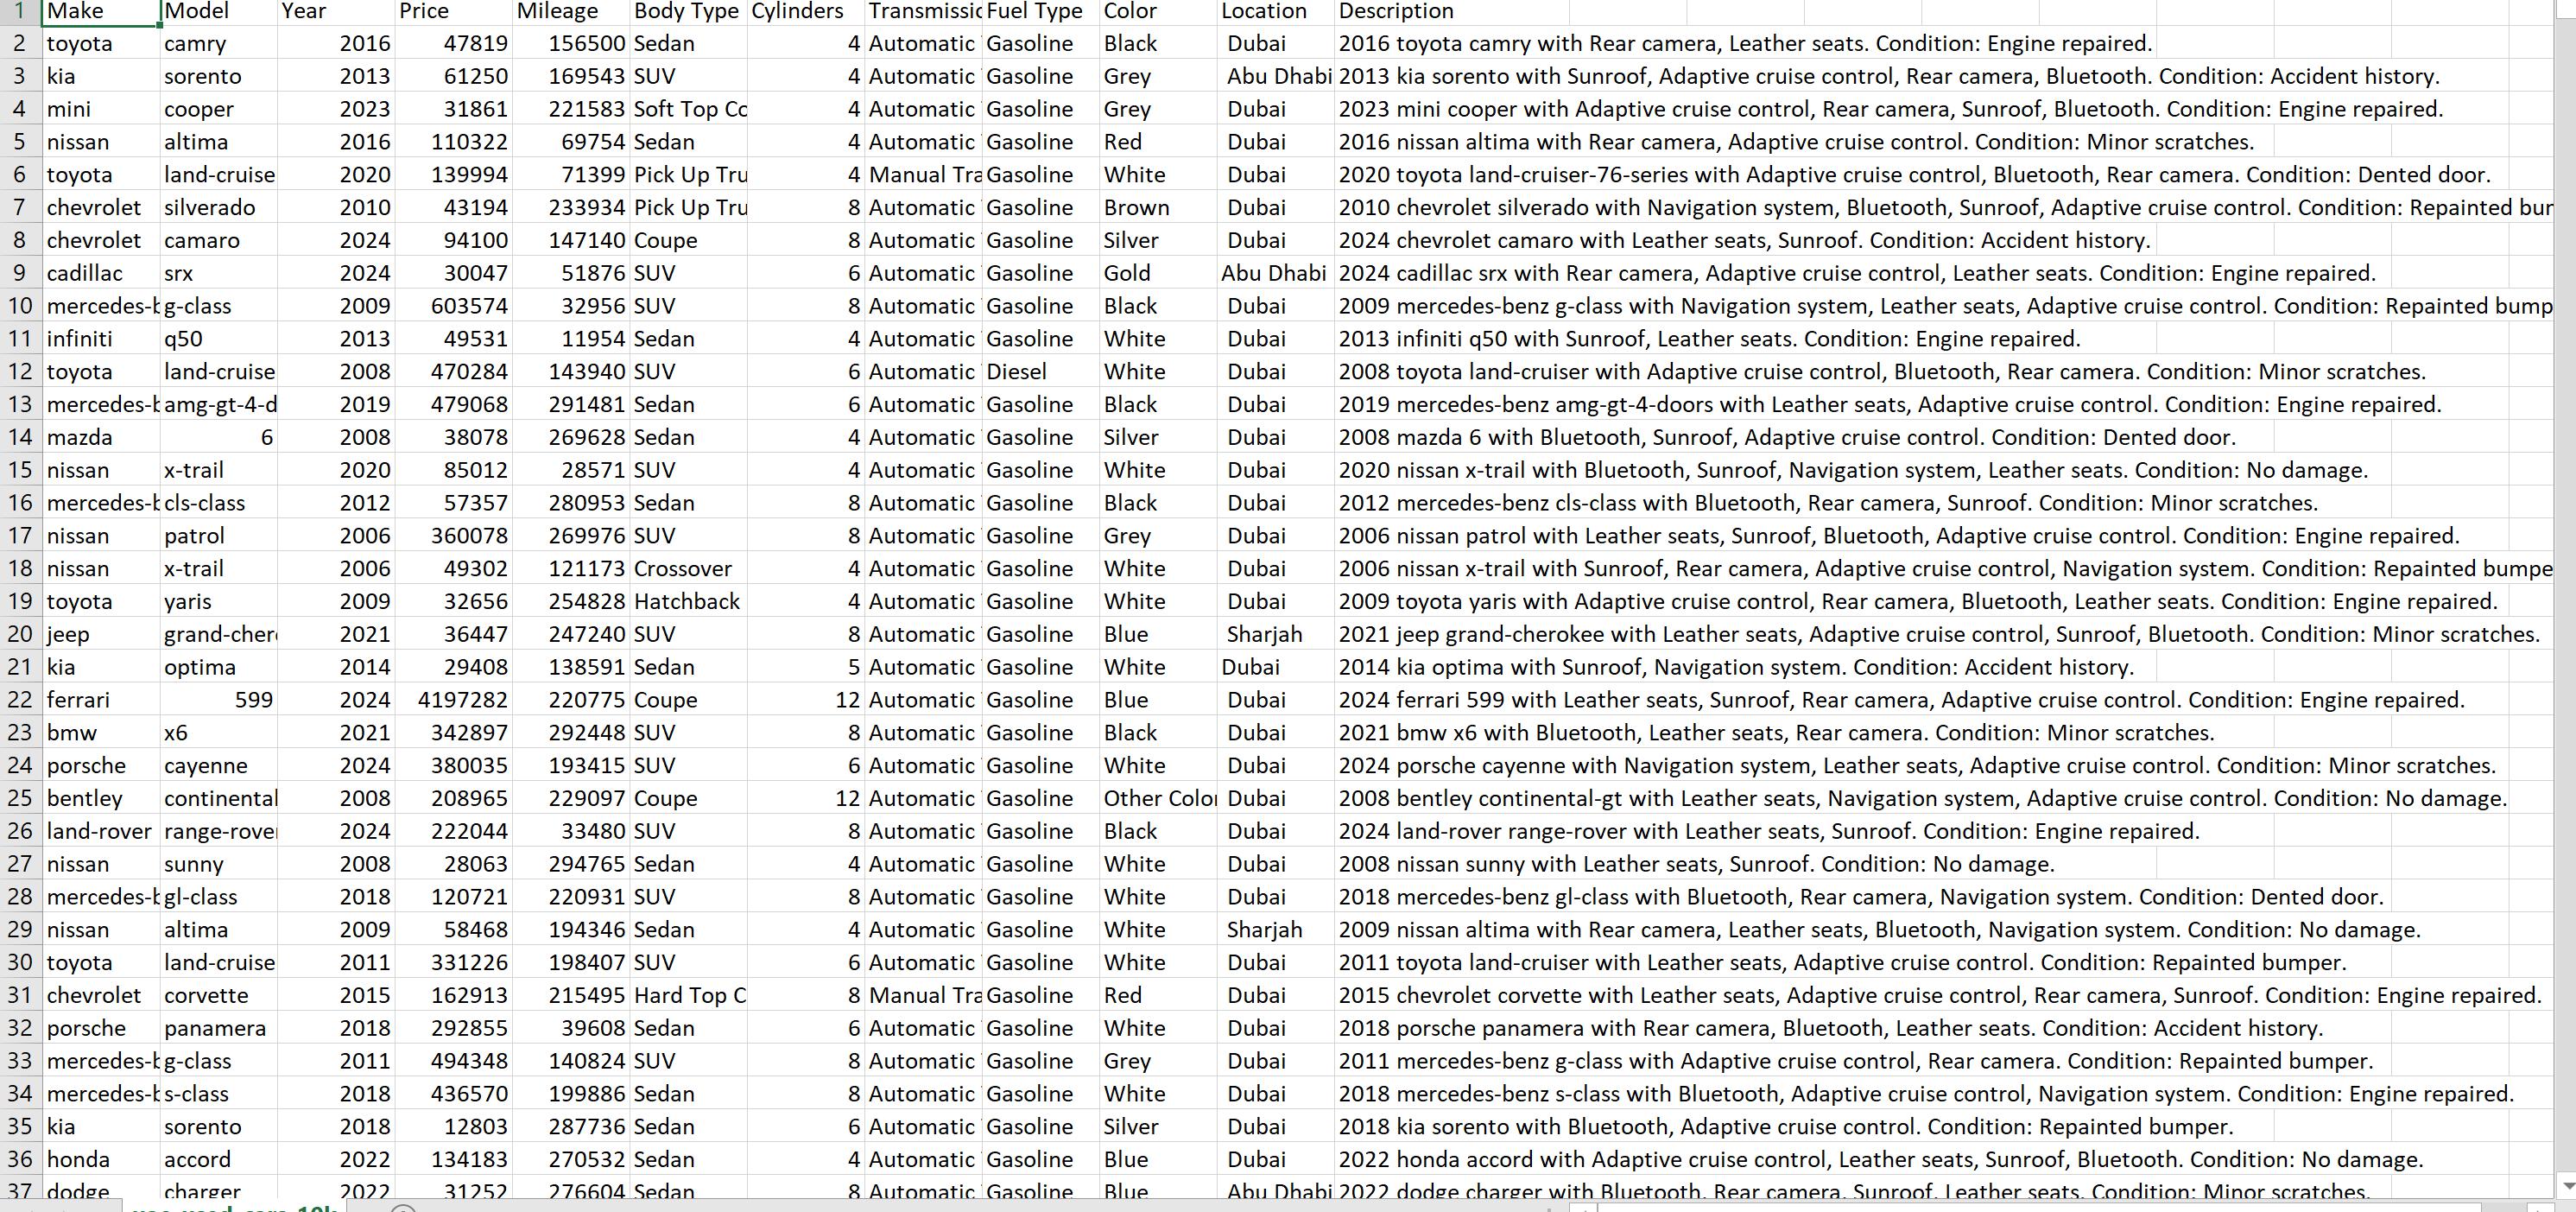 1 Make Model Year Price Mileage Body Type Cylinders Transmissic Fuel Type Color Location Description
2 toyota camry 2016 47819 156500 Sedan 4 Automatic Gasoline Black Dubai 2016 toyota camry with Rear camera, Leather seats. Condition: Engine repaired.
3 kia sorento 2013 61250 169543 SUV 4 Automatic Gasoline Grey Abu Dhabi 2013 kia sorento with Sunroof, Adaptive cruise control, Rear camera, Bluetooth. Condition: Accident history.
4 mini cooper 2023 31861 221583 Soft Top Co 4 Automatic Gasoline Grey Dubai 2023 mini cooper with Adaptive cruise control, Rear camera, Sunroof, Bluetooth. Condition: Engine repaired.
5 nissan altima 2016 110322 69754 Sedan 4 Automatic Gasoline Red Dubai 2016 nissan altima with Rear camera, Adaptive cruise control. Condition: Minor scratches.
6 toyota land-cruise 2020 139994 71399 Pick Up Tru 4 Manual Tra Gasoline White Dubai 2020 toyota land-cruiser-76-series with Adaptive cruise control, Bluetooth, Rear camera. Condition: Dented door.
7 chevrolet silverado 2010 43194 233934 Pick Up Tru 8 Automatic Gasoline Brown Dubai 2010 chevrolet silverado with Navigation system, Bluetooth, Sunroof, Adaptive cruise control. Condition: Repainted bur
8 chevrolet camaro 2024 94100 147140 Coupe 8 Automatic Gasoline Silver Dubai 2024 chevrolet camaro with Leather seats, Sunroof. Condition: Accident history.
9 cadillac srx 2024 30047 51876 SUV 6 Automatic Gasoline Gold Abu Dhabi 2024 cadillac srx with Rear camera, Adaptive cruise control, Leather seats. Condition: Engine repaired.
10 mercedes-b g-class 2009 603574 32956 SUV 8 Automatic Gasoline Black Dubai 2009 mercedes-benz g-class with Navigation system, Leather seats, Adaptive cruise control. Condition: Repainted bump
11 infiniti q50 2013 49531 11954 Sedan 4 Automatic Gasoline White Dubai 2013 infiniti q50 with Sunroof, Leather seats. Condition: Engine repaired.
12 toyota land-cruise 2008 470284 143940 SUV 6 Automatic Diesel White Dubai 2008 toyota land-cruiser with Adaptive cruise control, Bluetooth, Rear camera. Condition: Minor scratches.
13 mercedes-b amg-gt-4-d 2019 479068 291481 Sedan 6 Automatic Gasoline Black Dubai 2019 mercedes-benz amg-gt-4-doors with Leather seats, Adaptive cruise control. Condition: Engine repaired.
14 mazda 6 2008 38078 269628 Sedan 4 Automatic Gasoline Silver Dubai 2008 mazda 6 with Bluetooth, Sunroof, Adaptive cruise control. Condition: Dented door.
15 nissan x-trail 2020 85012 28571 SUV 4 Automatic Gasoline White Dubai 2020 nissan x-trail with Bluetooth, Sunroof, Navigation system, Leather seats. Condition: No damage.
16 mercedes-b cls-class 2012 57357 280953 Sedan 8 Automatic Gasoline Black Dubai 2012 mercedes-benz cls-class with Bluetooth, Rear camera, Sunroof. Condition: Minor scratches.
17 nissan patrol 2006 360078 269976 SUV 8 Automatic Gasoline Grey Dubai 2006 nissan patrol with Leather seats, Sunroof, Bluetooth, Adaptive cruise control. Condition: Engine repaired.
18 nissan x-trail 2006 49302 121173 Crossover 4 Automatic Gasoline White Dubai 2006 nissan x-trail with Sunroof, Rear camera, Adaptive cruise control, Navigation system. Condition: Repainted bumpe
19 toyota yaris 2009 32656 254828 Hatchback 4 Automatic Gasoline White Dubai 2009 toyota yaris with Adaptive cruise control, Rear camera, Bluetooth, Leather seats. Condition: Engine repaired.
20 jeep grand-cher 2021 36447 247240 SUV 8 Automatic Gasoline Blue Sharjah 2021 jeep grand-cherokee with Leather seats, Adaptive cruise control, Sunroof, Bluetooth. Condition: Minor scratches.
21 kia optima 2014 29408 138591 Sedan 5 Automatic Gasoline White Dubai 2014 kia optima with Sunroof, Navigation system. Condition: Accident history.
22 ferrari 599 2024 4197282 220775 Coupe 12 Automatic Gasoline Blue Dubai 2024 ferrari 599 with Leather seats, Sunroof, Rear camera, Adaptive cruise control. Condition: Engine repaired.
23 bmw x6 2021 342897 292448 SUV 8 Automatic Gasoline Black Dubai 2021 bmw x6 with Bluetooth, Leather seats, Rear camera. Condition: Minor scratches.
24 porsche cayenne 2024 380035 193415 SUV 6 Automatic Gasoline White Dubai 2024 porsche cayenne with Navigation system, Leather seats, Adaptive cruise control. Condition: Minor scratches.
25 bentley continental 2008 208965 229097 Coupe 12 Automatic Gasoline Other Color Dubai 2008 bentley continental-gt with Leather seats, Navigation system, Adaptive cruise control. Condition: No damage.
26 land-rover range-rover 2024 222044 33480 SUV 8 Automatic Gasoline Black Dubai 2024 land-rover range-rover with Leather seats, Sunroof. Condition: Engine repaired.
27 nissan sunny 2008 28063 294765 Sedan 4 Automatic Gasoline White Dubai 2008 nissan sunny with Leather seats, Sunroof. Condition: No damage.
28 mercedes-b gl-class 2018 120721 220931 SUV 8 Automatic Gasoline White Dubai 2018 mercedes-benz gl-class with Bluetooth, Rear camera, Navigation system. Condition: Dented door.
29 nissan altima 2009 58468 194346 Sedan 4 Automatic Gasoline White Sharjah 2009 nissan altima with Rear camera, Leather seats, Bluetooth, Navigation system. Condition: No damage.
30 toyota land-cruise 2011 331226 198407 SUV 6 Automatic Gasoline White Dubai 2011 toyota land-cruiser with Leather seats, Adaptive cruise control. Condition: Repainted bumper.
31 chevrolet corvette 2015 162913 215495 Hard Top C 8 Manual Tra Gasoline Red Dubai 2015 chevrolet corvette with Leather seats, Adaptive cruise control, Rear camera, Sunroof. Condition: Engine repaired.
32 porsche panamera 2018 292855 39608 Sedan 6 Automatic Gasoline White Dubai 2018 porsche panamera with Rear camera, Bluetooth, Leather seats. Condition: Accident history.
33 mercedes-b g-class 2011 494348 140824 SUV 8 Automatic Gasoline Grey Dubai 2011 mercedes-benz g-class with Adaptive cruise control, Rear camera. Condition: Repainted bumper.
34 mercedes-b s-class 2018 436570 199886 Sedan 8 Automatic Gasoline White Dubai 2018 mercedes-benz s-class with Bluetooth, Adaptive cruise control, Navigation system. Condition: Engine repaired.
35 kia sorento 2018 12803 287736 Sedan 6 Automatic Gasoline Silver Dubai 2018 kia sorento with Bluetooth, Adaptive cruise control. Condition: Repainted bumper.
36 honda accord 2022 134183 270532 Sedan 4 Automatic Gasoline Blue Dubai 2022 honda accord with Adaptive cruise control, Leather seats, Sunroof, Bluetooth. Condition: No damage.
37 dodge charger 2022 31252 276604 Sedan 8 Automatic Gasoline Blue Abu Dhabi 2022 dodge charger with Bluetooth, Rear camera, Sunroof, Leather seats. Condition: Minor scratches.